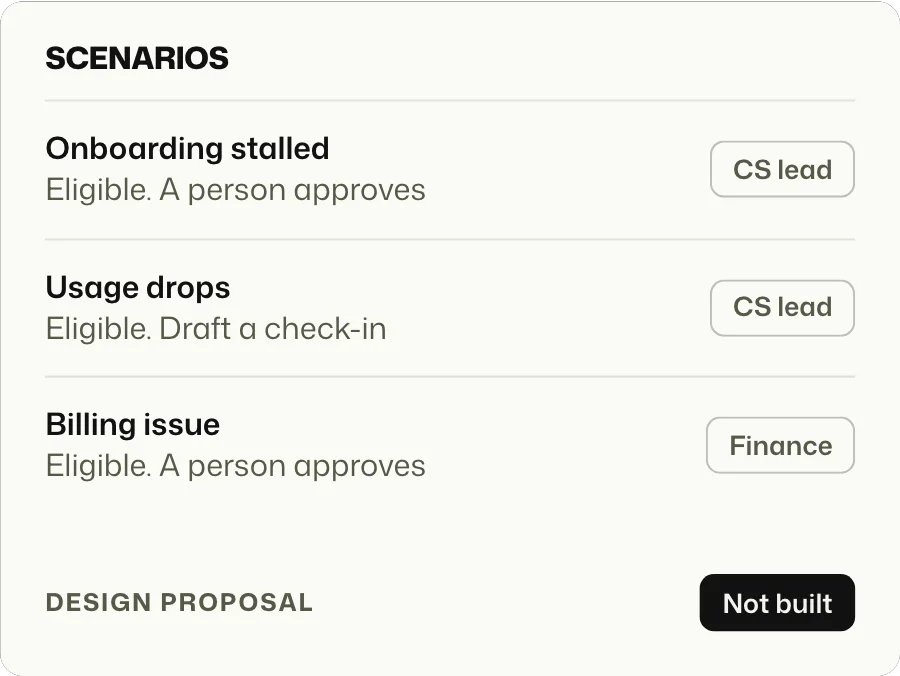 SCENARIOS
Onboarding stalled
Eligible. A person approves
CS lead
Usage drops
Eligible. Draft a check-in
CS lead
Billing issue
Eligible. A person approves
Finance
DESIGN PROPOSAL
Not built